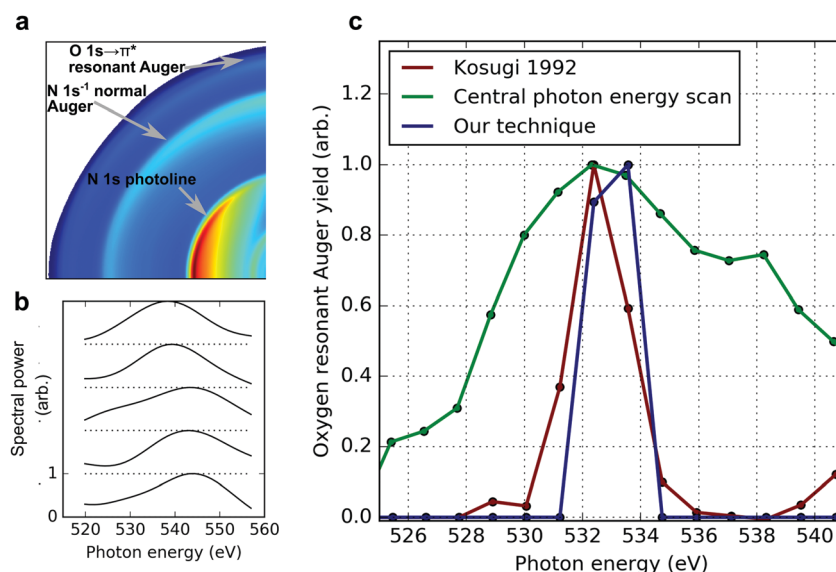 a
O 1s→π*
resonant Auger
N 1s⁻¹ normal
Auger
N 1s photoline
b
Spectral power
(arb.)
1
0
520 530 540 550 560
Photon energy (eV)
c
Kosugi 1992
Central photon energy scan
Our technique
Oxygen resonant Auger yield (arb.)
1.2
1.0
0.8
0.6
0.4
0.2
0.0
526 528 530 532 534 536 538 540
Photon energy (eV)